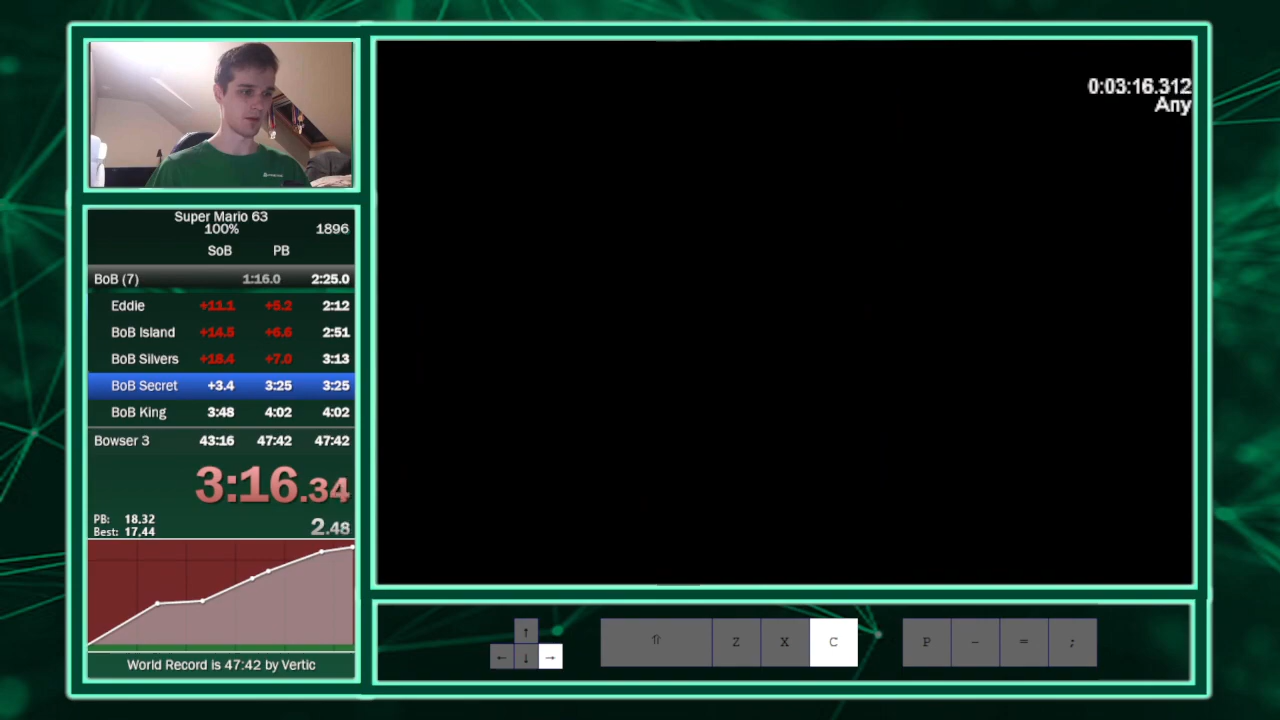 0:03:16.312
Any
Super Mario 63
100% 1896
SoB PB
BoB (7) 1:16.0 2:25.0
Eddie +11.1 +5.2 2:12
BoB Island +14.5 +6.6 2:51
BoB Silvers +18.4 +7.0 3:13
BoB Secret +3.4 3:25 3:25
BoB King 3:48 4:02 4:02
Bowser 3 43:16 47:42 47:42
3:16.34
PB: 18.32
Best: 17.44 2.48
World Record is 47:42 by Vertic
↑
← ↓ → ⇧ Z X C P - = ;